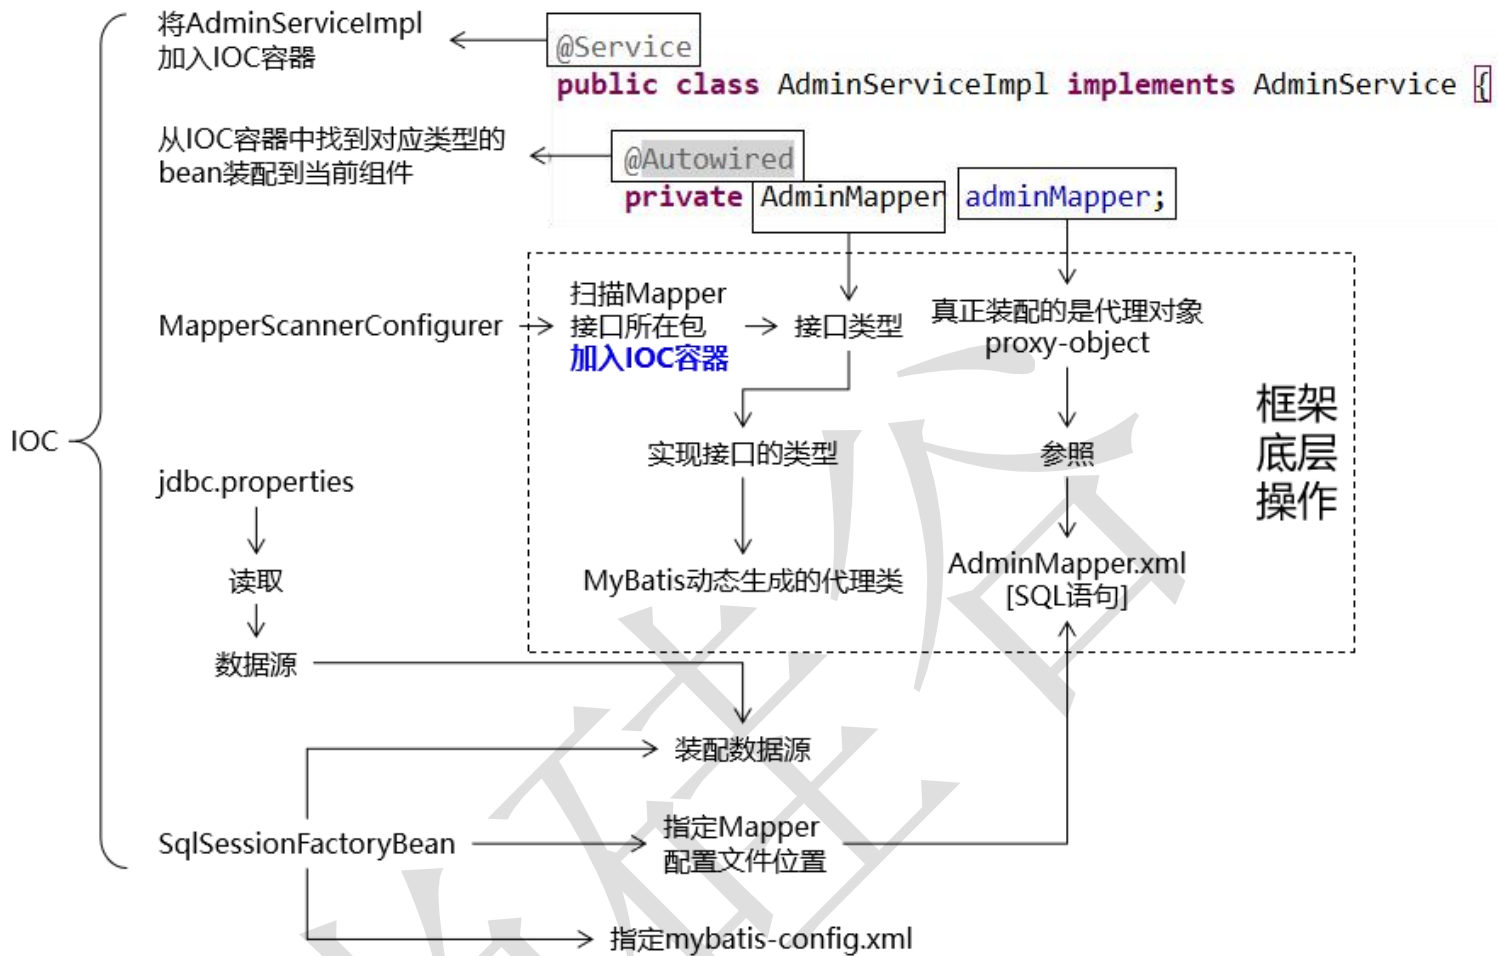 将AdminServiceImpl
加入IOC容器
@Service
public class AdminServiceImpl implements AdminService {
从IOC容器中找到对应类型的
bean装配到当前组件
@Autowired
private AdminMapper adminMapper;
MapperScannerConfigurer
扫描Mapper
接口所在包
加入IOC容器
接口类型
真正装配的是代理对象
proxy-object
框架
底层
操作
IOC
实现接口的类型
参照
jdbc.properties
读取
MyBatis动态生成的代理类
AdminMapper.xml
[SQL语句]
数据源
装配数据源
SqlSessionFactoryBean
指定Mapper
配置文件位置
指定mybatis-config.xml